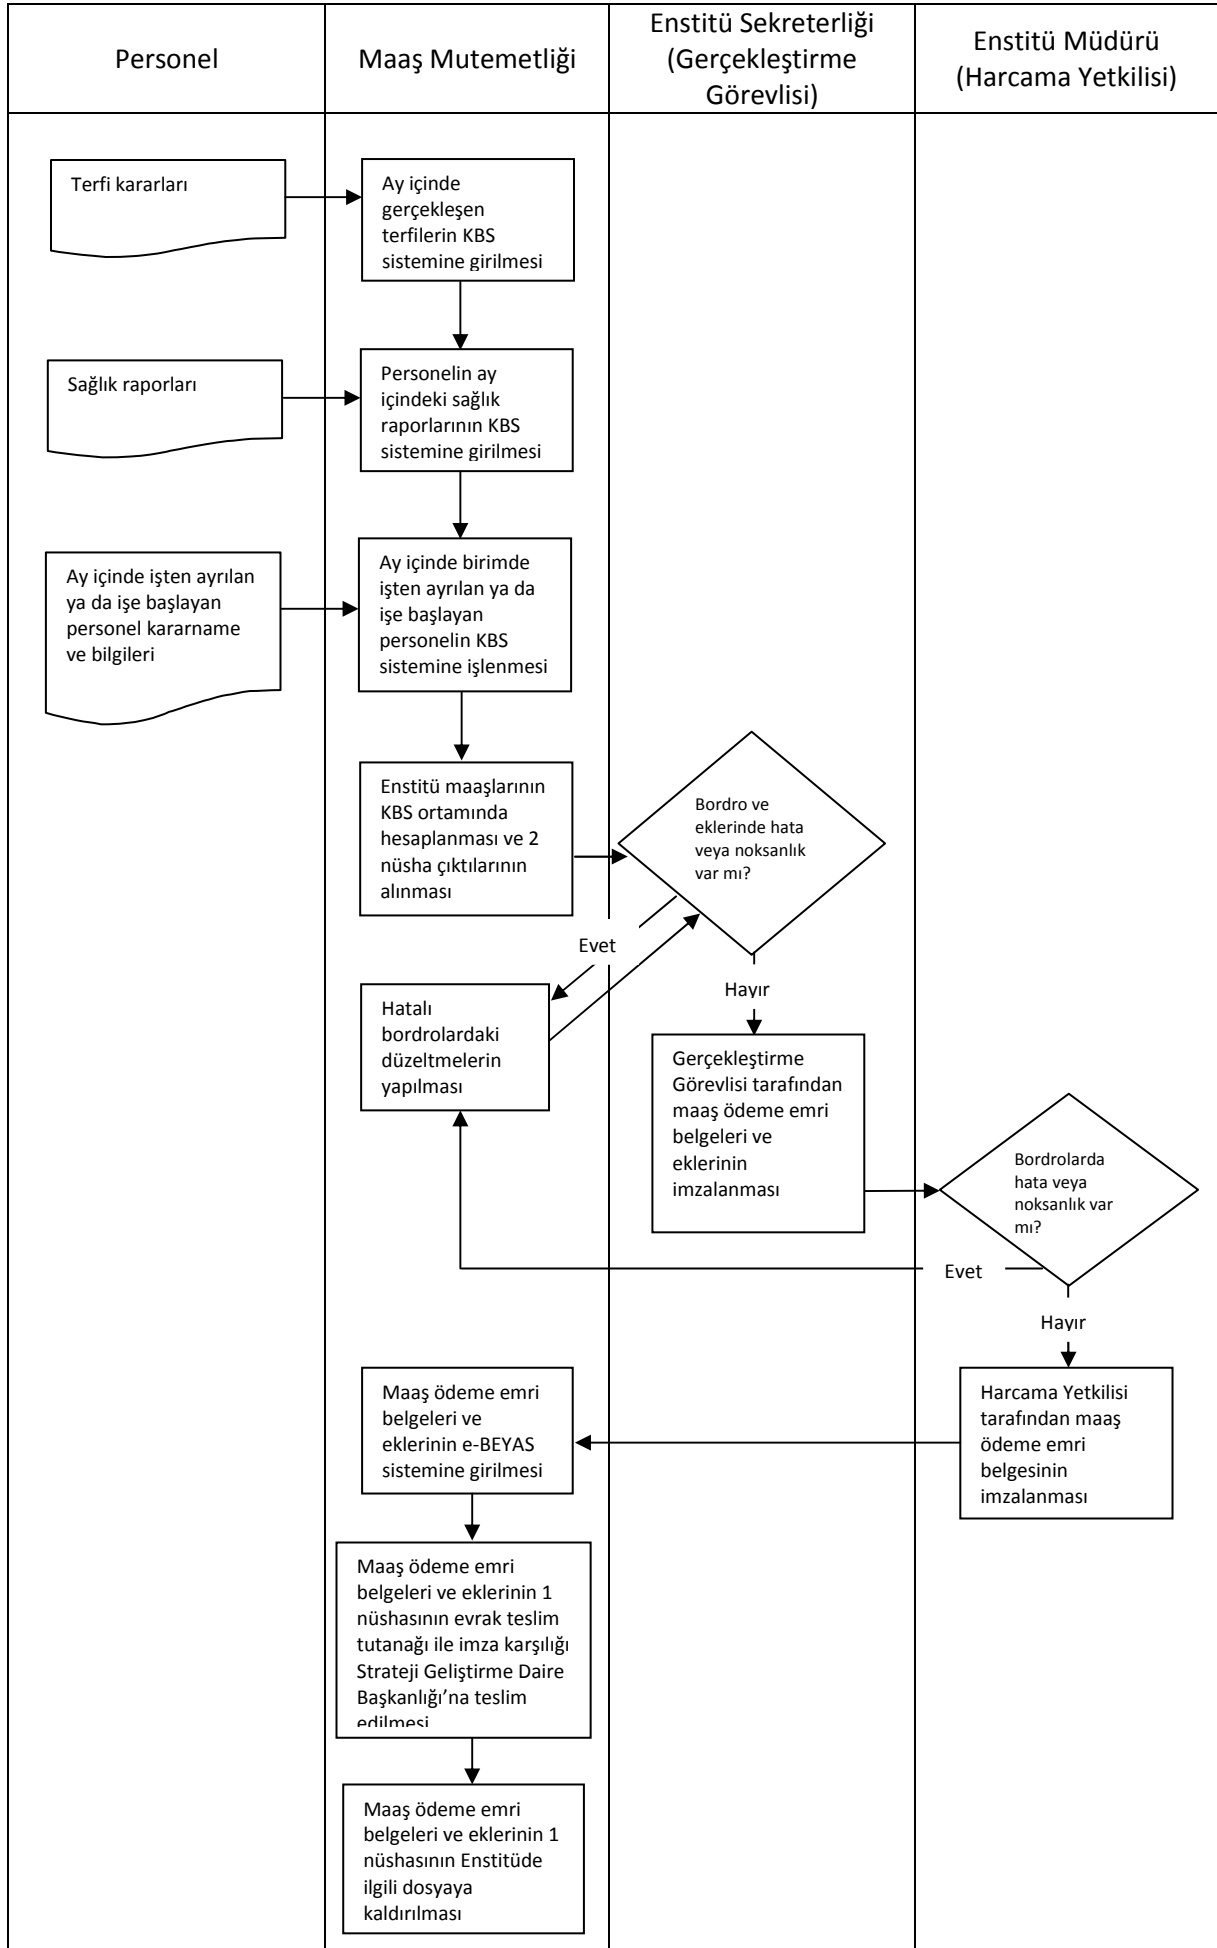 Personel
Maaş Mutemetliği
Enstitü Sekreterliği
(Gerçekleştirme
Görevlisi)
Enstitü Müdürü
(Harcama Yetkilisi)
Terfi kararları
Ay içinde
gerçekleşen
terfilerin KBS
sistemine girilmesi
Sağlık raporları
Personelin ay
içindeki sağlık
raporlarının KBS
sistemine girilmesi
Ay içinde işten ayrılan
ya da işe başlayan
personel kararname
ve bilgileri
Ay içinde birimde
işten ayrılan ya da
işe başlayan
personelin KBS
sistemine işlenmesi
Enstitü maaşlarının
KBS ortamında
hesaplanması ve 2
nüsha çıktılarının
alınması
Bordro ve
eklerinde hata
veya noksanlık
var mı?
Evet
Hayır
Hatalı
bordrolardaki
düzeltmelerin
yapılması
Gerçekleştirme
Görevlisi tarafından
maaş ödeme emri
belgeleri ve
eklerinin
imzalanması
Bordrolarda
hata veya
noksanlık var
mı?
Evet
Hayır
Harcama Yetkilisi
tarafından maaş
ödeme emri
belgesinin
imzalanması
Maaş ödeme emri
belgeleri ve
eklerinin e-BEYAS
sistemine girilmesi
Maaş ödeme emri
belgeleri ve eklerinin 1
nüshasının evrak teslim
tutanağı ile imza karşılığı
Strateji Geliştirme Daire
Başkanlığı’na teslim
edilmesi
Maaş ödeme emri
belgeleri ve eklerinin 1
nüshasının Enstitüde
ilgili dosyaya
kaldırılması